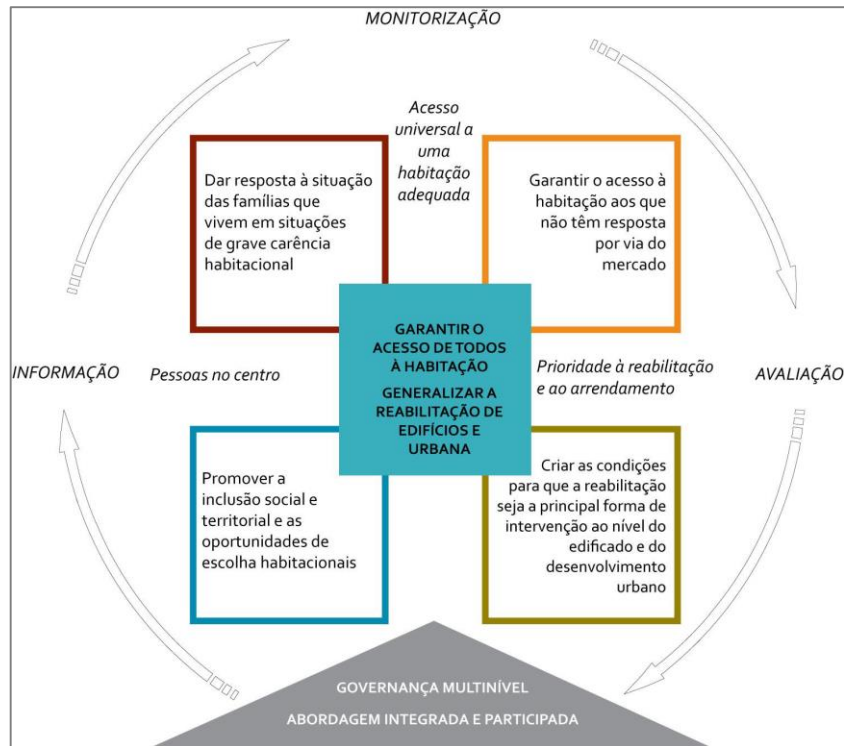 MONITORIZAÇÃO
Acesso
universal a
uma
habitação
adequada
Dar resposta à situação
das famílias que
vivem em situações
de grave carência
habitacional
Garantir o acesso à
habitação aos que
não têm resposta
por via do
mercado
GARANTIR O
ACESSO DE TODOS
À HABITAÇÃO
GENERALIZAR A
REABILITAÇÃO DE
EDIFÍCIOS E
URBANA
INFORMAÇÃO
Pessoas no centro
Prioridade à reabilitação
e ao arrendamento
AVALIAÇÃO
Promover a
inclusão social e
territorial e as
oportunidades de
escolha habitacionais
Criar as condições
para que a reabilitação
seja a principal forma de
intervenção ao nível do
edificado e do
desenvolvimento
urbano
GOVERNANÇA MULTINÍVEL
ABORDAGEM INTEGRADA E PARTICIPADA